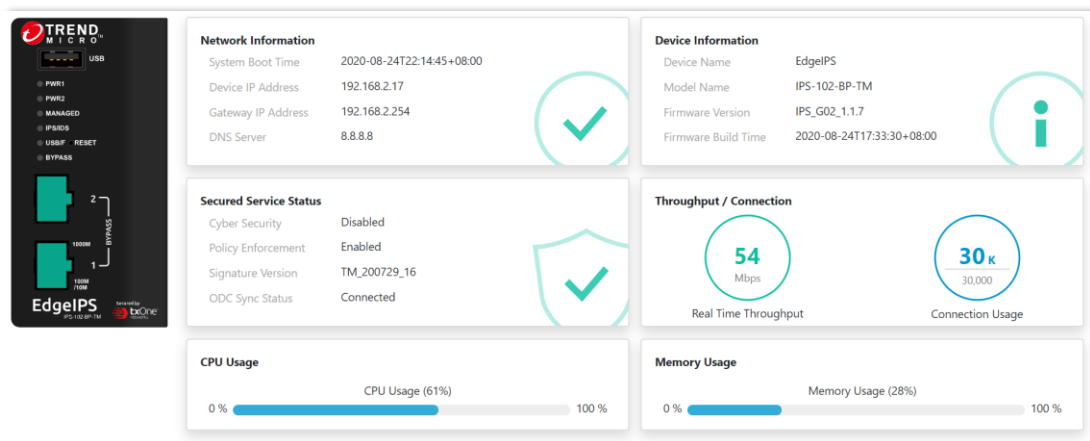 TREND
MICRO™
USB
PWR1
PWR2
MANAGED
IPS/IDS
USB/F RESET
BYPASS
2
BYPASS
1000M
1
100M
/10M
EdgeIPS
IPS-102-BP-TM
Secured by
txOne
Network Information
System Boot Time 2020-08-24T22:14:45+08:00
Device IP Address 192.168.2.17
Gateway IP Address 192.168.2.254
DNS Server 8.8.8.8
Device Information
Device Name EdgeIPS
Model Name IPS-102-BP-TM
Firmware Version IPS_G02_1.1.7
Firmware Build Time 2020-08-24T17:33:30+08:00
Secured Service Status
Cyber Security Disabled
Policy Enforcement Enabled
Signature Version TM_200729_16
ODC Sync Status Connected
Throughput / Connection
54
Mbps
Real Time Throughput
30 K
30,000
Connection Usage
CPU Usage
CPU Usage (61%)
0 % 100 %
Memory Usage
Memory Usage (28%)
0 % 100 %